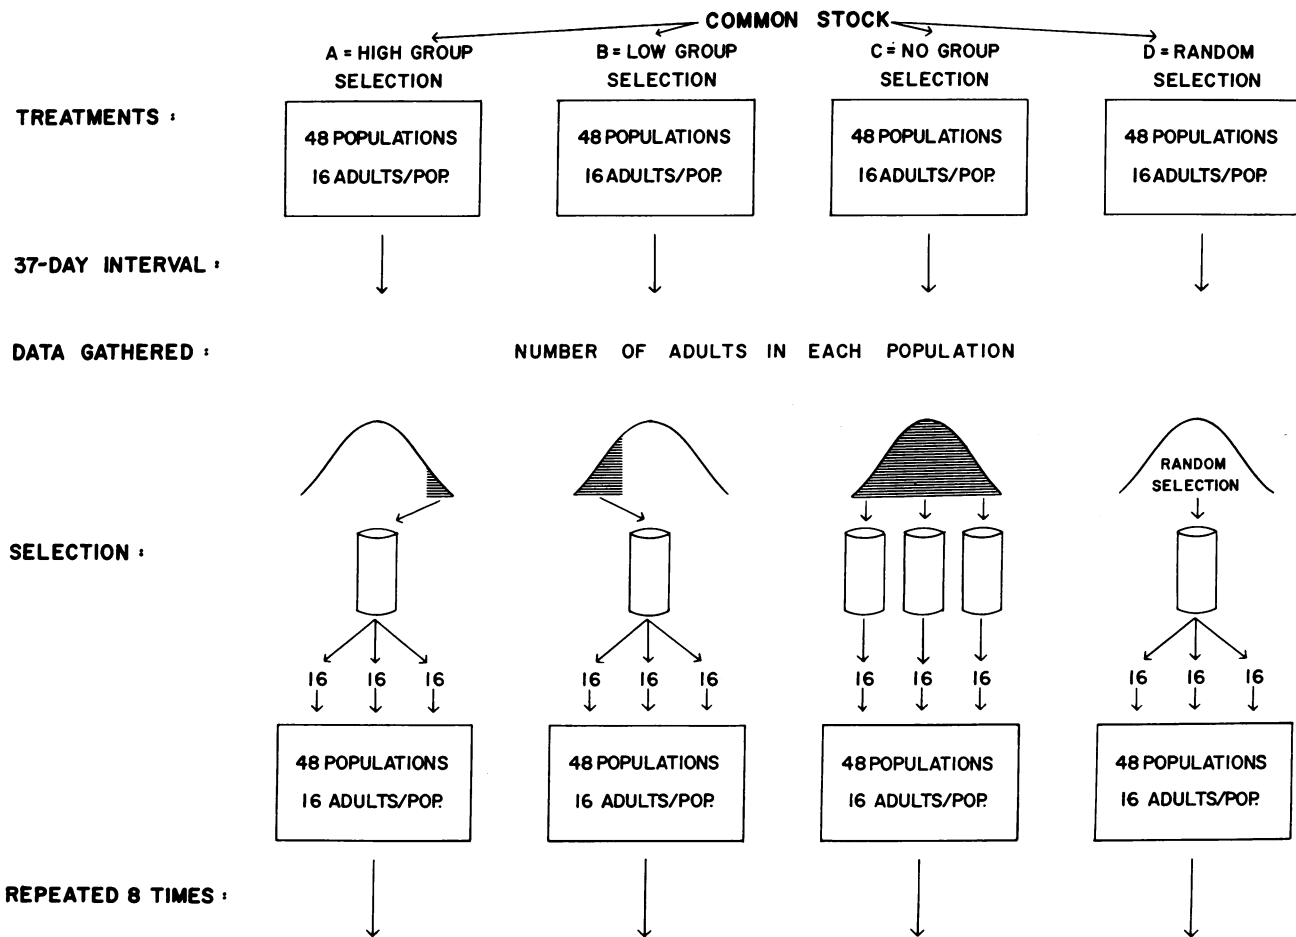 COMMON STOCK
A = HIGH GROUP SELECTION
B = LOW GROUP SELECTION
C = NO GROUP SELECTION
D = RANDOM SELECTION
TREATMENTS :
48 POPULATIONS
16 ADULTS/POP.
48 POPULATIONS
16 ADULTS/POP.
48 POPULATIONS
16 ADULTS/POP.
48 POPULATIONS
16 ADULTS/POP.
37-DAY INTERVAL :
DATA GATHERED :
NUMBER OF ADULTS IN EACH POPULATION
RANDOM
SELECTION
SELECTION :
16 16 16
16 16 16
16 16 16
16 16 16
48 POPULATIONS
16 ADULTS/POP.
48 POPULATIONS
16 ADULTS/POP.
48 POPULATIONS
16 ADULTS/POP.
48 POPULATIONS
16 ADULTS/POP.
REPEATED 8 TIMES :